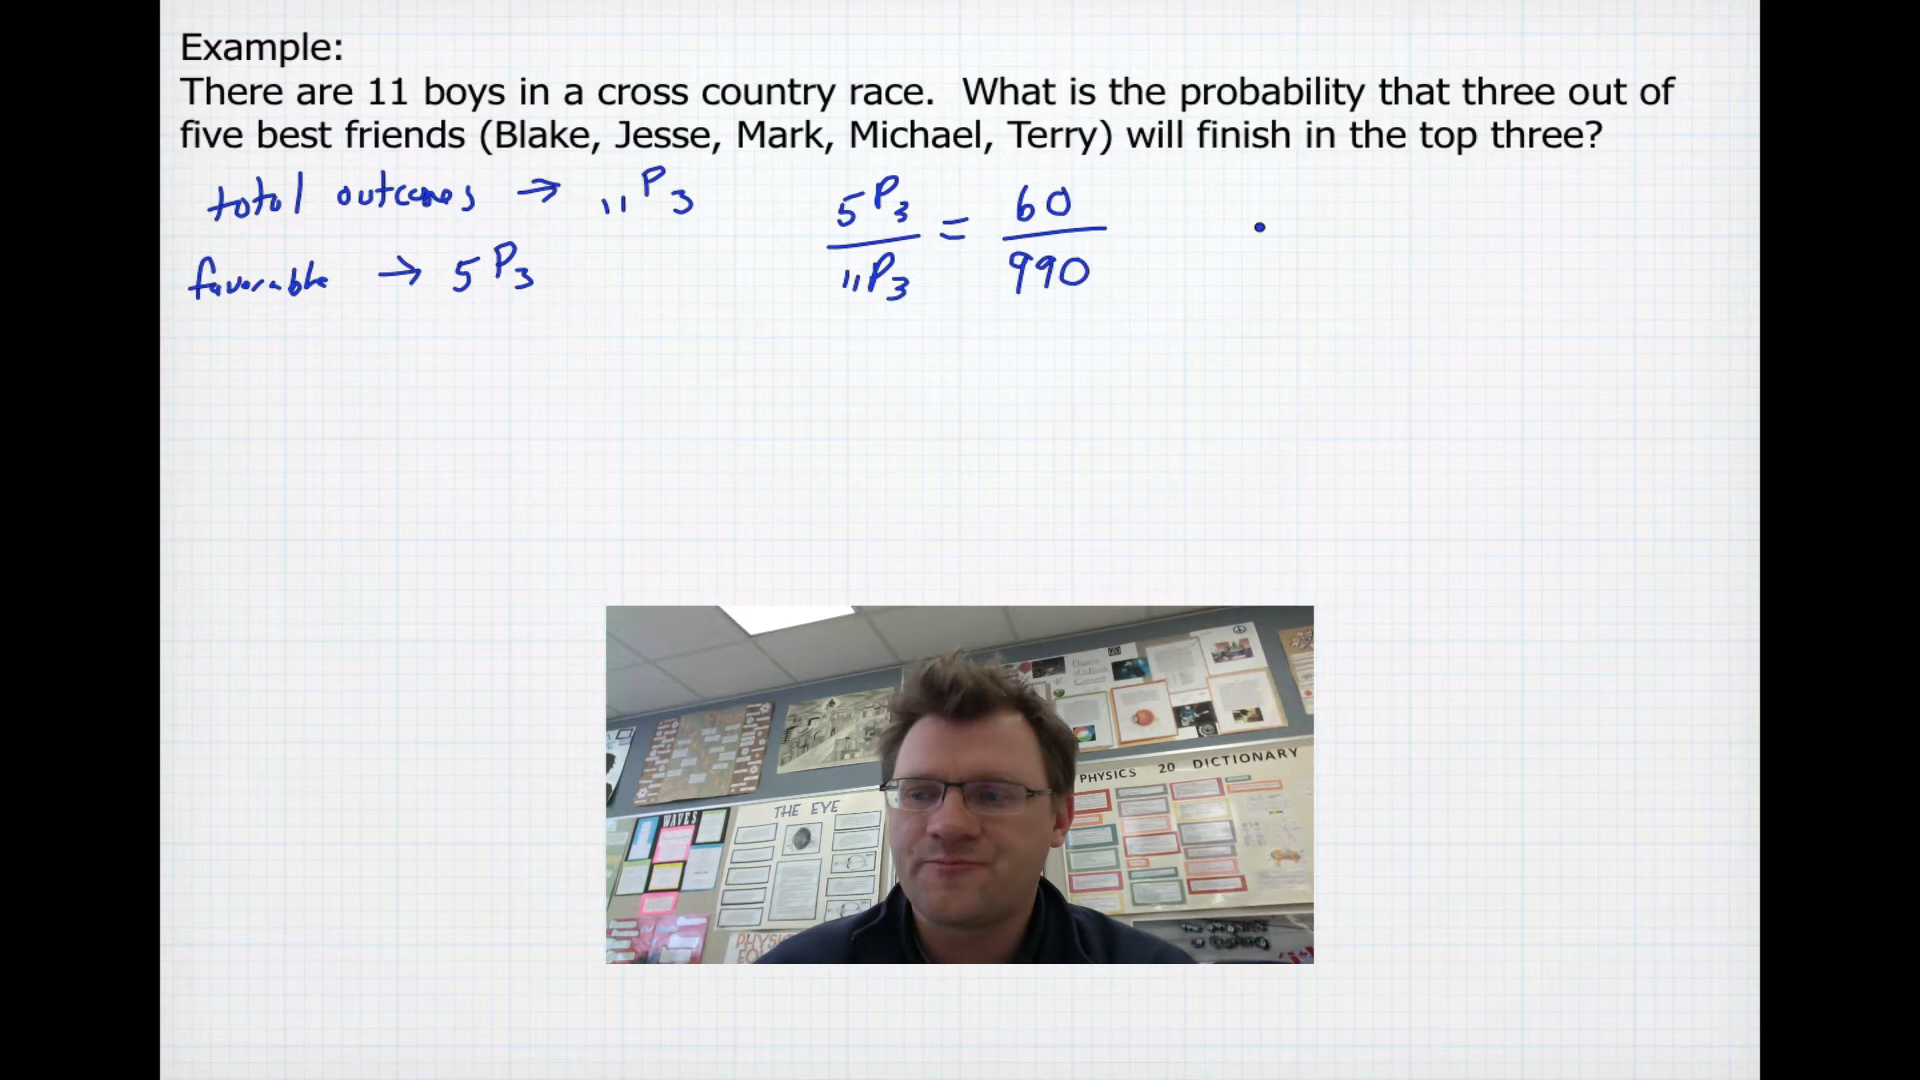 Example:
There are 11 boys in a cross country race. What is the probability that three out of
five best friends (Blake, Jesse, Mark, Michael, Terry) will finish in the top three?
total outcomes → ₁₁P₃
favorable → ₅P₃
₅P₃ / ₁₁P₃ = 60 / 990
THE EYE
WAVES
PHYSICS 20 DICTIONARY